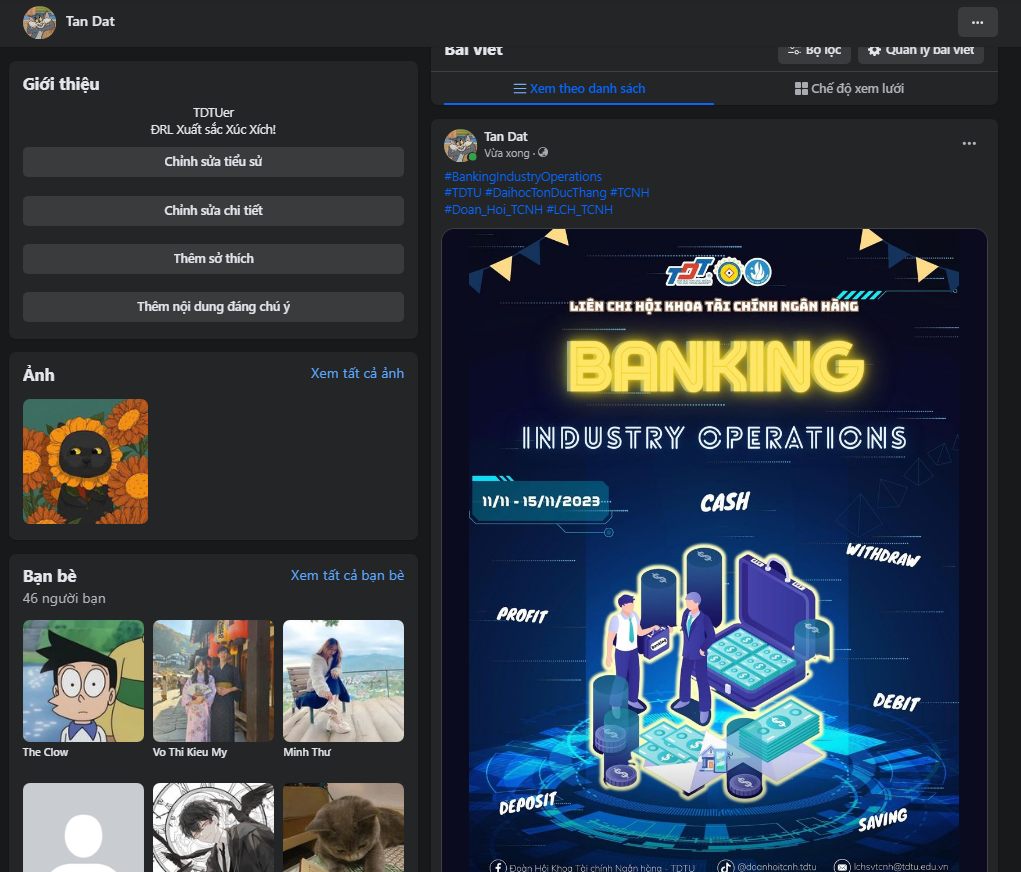 Tan Dat
Giới thiệu
TDTUer
ĐRL Xuất sắc Xúc Xích!
Chỉnh sửa tiểu sử
Chỉnh sửa chi tiết
Thêm sở thích
Thêm nội dung đáng chú ý
Ảnh
Xem tất cả ảnh
Bạn bè
Xem tất cả bạn bè
46 người bạn
The Clow
Vo Thi Kieu My
Minh Thư
Bài viết
Bộ lọc
Quản lý bài viết
Xem theo danh sách
Chế độ xem lưới
Tan Dat
Vừa xong ·
#BankingIndustryOperations
#TDTU #DaihocTonDucThang #TCNH
#Doan_Hoi_TCNH #LCH_TCNH
TDT
LIÊN CHI HỘI KHOA TÀI CHÍNH NGÂN HÀNG
BANKING
INDUSTRY OPERATIONS
11/11 - 15/11/2023
CASH
WITHDRAW
PROFIT
DEBIT
DEPOSIT
SAVING
Đoàn Hội Khoa Tài chính Ngân hàng - TDTU
@doanhoitcnh.tdtu
lchsvtcnh@tdtu.edu.vn